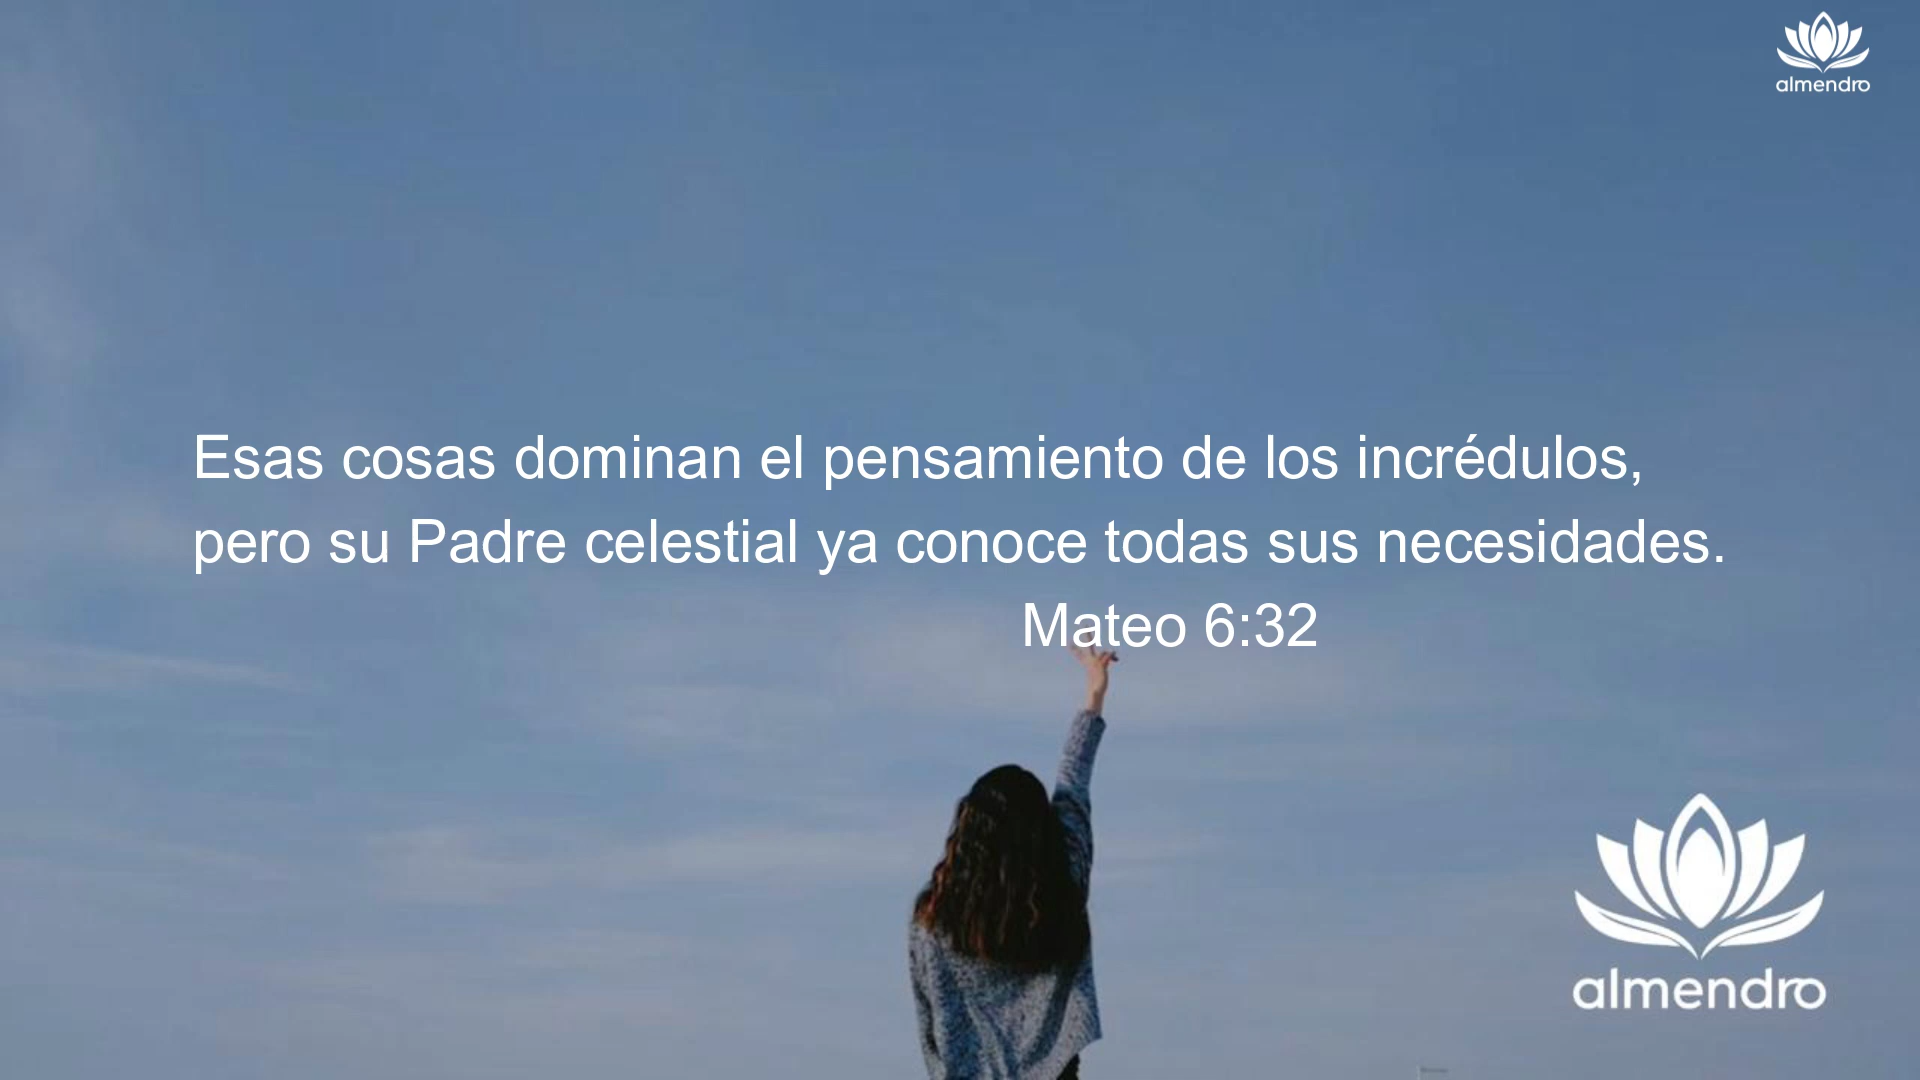 almendro
Esas cosas dominan el pensamiento de los incrédulos,
pero su Padre celestial ya conoce todas sus necesidades.
Mateo 6:32
almendro